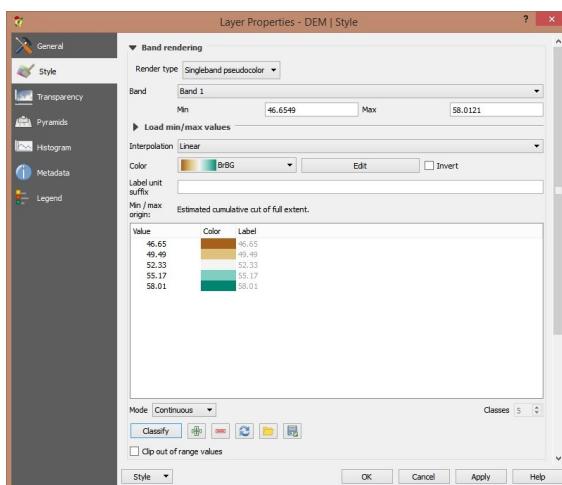 Layer Properties - DEM | Style
? ×
General
Style
Transparency
Pyramids
Histogram
Metadata
Legend
Band rendering
Render type Singleband pseudocolor
Band Band 1
Min 46.6549 Max 58.0121
Load min/max values
Interpolation Linear
Color BrBG Edit Invert
Label unit
suffix
Min / max
origin: Estimated cumulative cut of full extent.
Value Color Label
46.65 46.65
49.49 49.49
52.33 52.33
55.17 55.17
58.01 58.01
Mode Continuous Classes 5
Classify
Clip out of range values
Style OK Cancel Apply Help